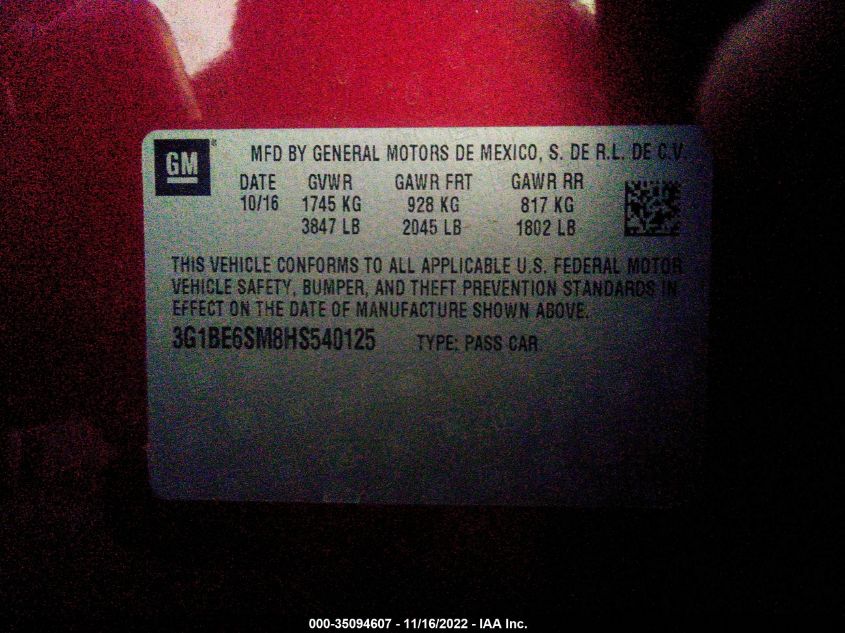 GM
MFD BY GENERAL MOTORS DE MEXICO, S. DE R.L. DE C.V.
DATE GVWR GAWR FRT GAWR RR
10/16 1745 KG 928 KG 817 KG
3847 LB 2045 LB 1802 LB
THIS VEHICLE CONFORMS TO ALL APPLICABLE U.S. FEDERAL MOTOR
VEHICLE SAFETY, BUMPER, AND THEFT PREVENTION STANDARDS IN
EFFECT ON THE DATE OF MANUFACTURE SHOWN ABOVE.
3G1BE6SM8HS540125 TYPE: PASS CAR
000-35094607 - 11/16/2022 - IAA Inc.